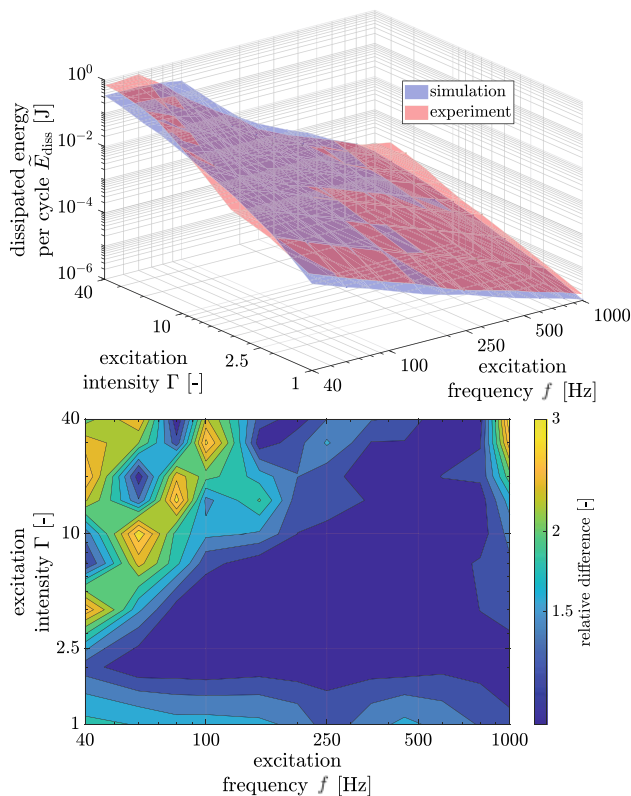 10^0
10^{-2}
10^{-4}
10^{-6}
dissipated energy
per cycle \widetilde{E}_{diss} [J]
simulation
experiment
40
10
2.5
1
excitation
intensity Γ [-]
40
100
250
500
1000
excitation
frequency f [Hz]
40
10
2.5
1
excitation
intensity Γ [-]
40
100
250
500
1000
excitation
frequency f [Hz]
3
2
1.5
relative difference [-]